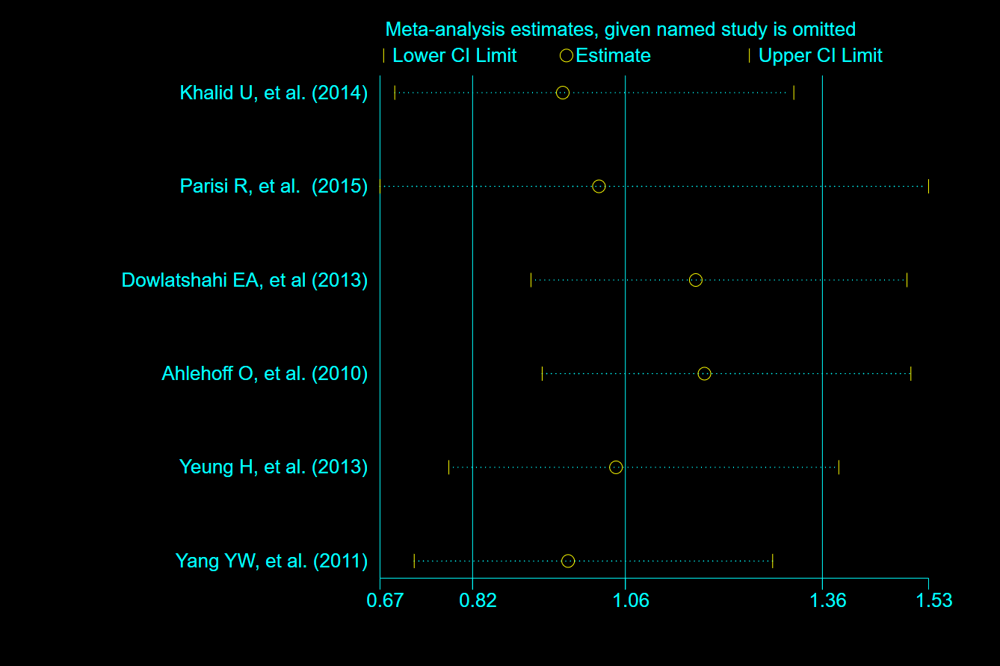 Meta-analysis estimates, given named study is omitted
Lower CI Limit Estimate Upper CI Limit
Khalid U, et al. (2014)
Parisi R, et al.  (2015)
Dowlatshahi EA, et al (2013)
Ahlehoff O, et al. (2010)
Yeung H, et al. (2013)
Yang YW, et al. (2011)
0.67 0.82 1.06 1.36 1.53